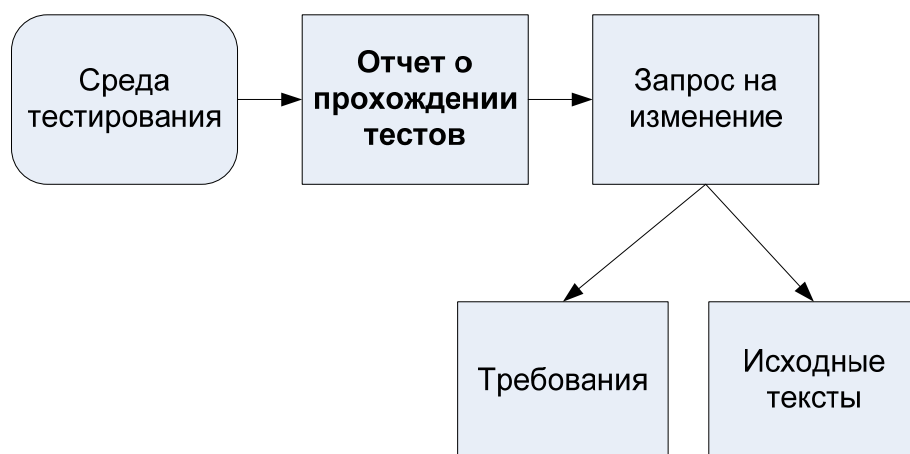 Среда
тестирования
Отчет о
прохождении
тестов
Запрос на
изменение
Требования
Исходные
тексты